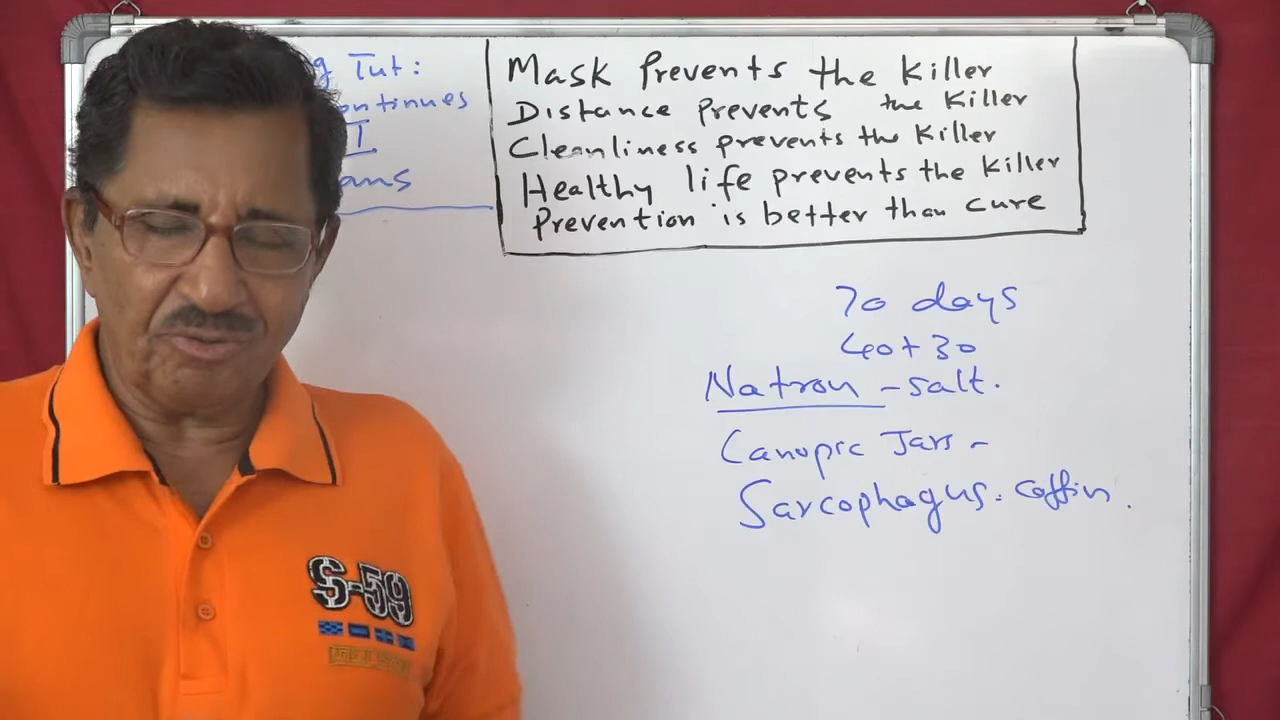 Tut:
ontinues
I
ans
Mask Prevents the Killer
Distance prevents the Killer
Cleanliness prevents the Killer
Healthy life prevents the Killer
Prevention is better than cure
70 days
40+30
Natron - salt.
Canopic Jars -
Sarcophagus. coffin.
S-59